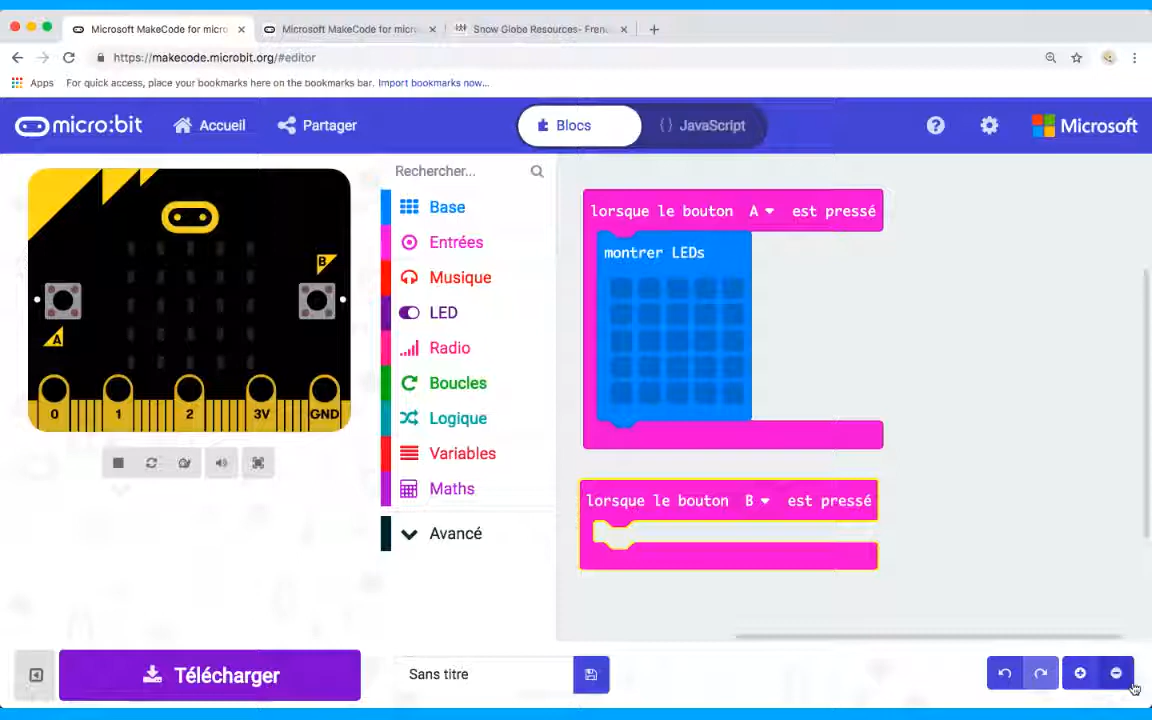 Microsoft MakeCode for micro
Microsoft MakeCode for micr
Snow Globe Resources- Fren
https://makecode.microbit.org/#editor
Apps
For quick access, place your bookmarks here on the bookmarks bar. Import bookmarks now...
micro:bit
Accueil
Partager
Blocs
{ } JavaScript
Microsoft
Rechercher...
Base
Entrées
Musique
LED
Radio
Boucles
Logique
Variables
Maths
Avancé
B
A
0 1 2 3V GND
lorsque le bouton A est pressé
montrer LEDs
lorsque le bouton B est pressé
Télécharger
Sans titre